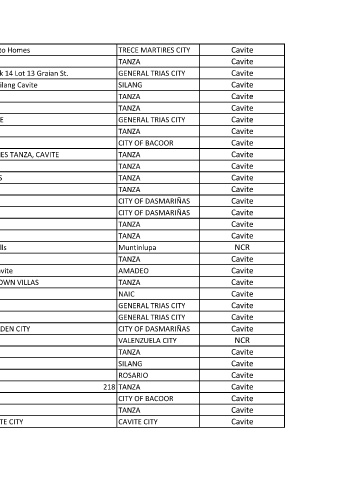 to Homes TRECE MARTIRES CITY Cavite
TANZA Cavite
k 14 Lot 13 Graian St. GENERAL TRIAS CITY Cavite
ilang Cavite SILANG Cavite
TANZA Cavite
TANZA Cavite
E GENERAL TRIAS CITY Cavite
TANZA Cavite
CITY OF BACOOR Cavite
ES TANZA, CAVITE TANZA Cavite
TANZA Cavite
S TANZA Cavite
TANZA Cavite
CITY OF DASMARIÑAS Cavite
CITY OF DASMARIÑAS Cavite
TANZA Cavite
TANZA Cavite
lls Muntinlupa NCR
TANZA Cavite
avite AMADEO Cavite
OWN VILLAS TANZA Cavite
NAIC Cavite
GENERAL TRIAS CITY Cavite
GENERAL TRIAS CITY Cavite
DEN CITY CITY OF DASMARIÑAS Cavite
VALENZUELA CITY NCR
TANZA Cavite
SILANG Cavite
ROSARIO Cavite
218 TANZA Cavite
CITY OF BACOOR Cavite
TANZA Cavite
TE CITY CAVITE CITY Cavite